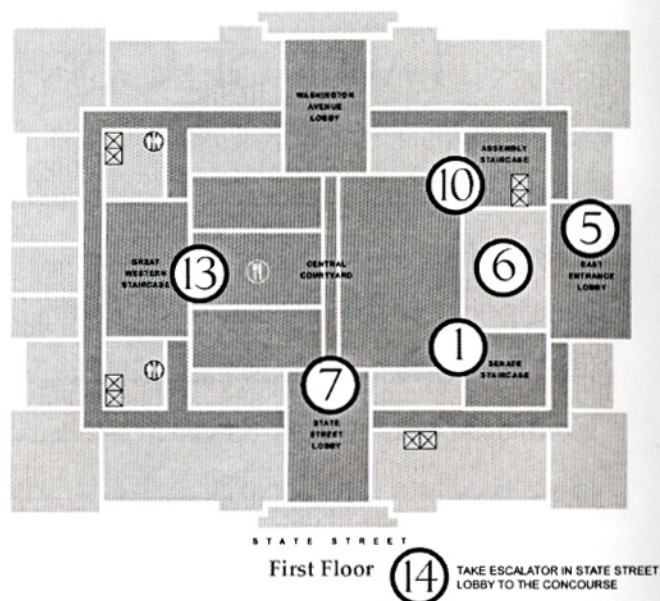 WASHINGTON
AVENUE
LOBBY
ASSEMBLY
STAIRCASE
10
5
EAST
ENTRANCE
LOBBY
GREAT
WESTERN
STAIRCASE
13
CENTRAL
COURTYARD
6
1
SENATE
STAIRCASE
7
STATE
STREET
LOBBY
STATE STREET
First Floor
14
TAKE ESCALATOR IN STATE STREET
LOBBY TO THE CONCOURSE